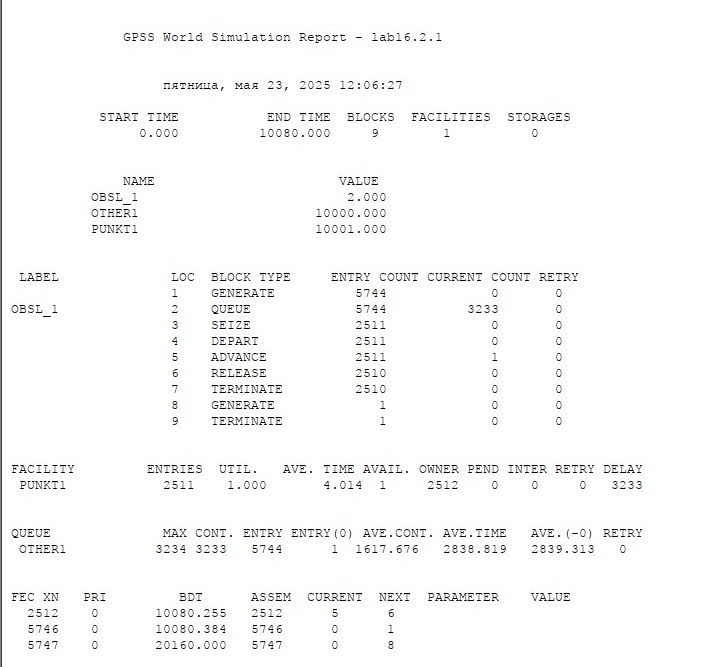 GPSS World Simulation Report - lab16.2.1
пятница, мая 23, 2025 12:06:27
START TIME END TIME BLOCKS FACILITIES STORAGES
0.000 10080.000 9 1 0
NAME VALUE
OBSL_1 2.000
OTHER1 10000.000
PUNKT1 10001.000
LABEL LOC BLOCK TYPE ENTRY COUNT CURRENT COUNT RETRY
1 GENERATE 5744 0 0
OBSL_1 2 QUEUE 5744 3233 0
3 SEIZE 2511 0 0
4 DEPART 2511 0 0
5 ADVANCE 2511 1 0
6 RELEASE 2510 0 0
7 TERMINATE 2510 0 0
8 GENERATE 1 0 0
9 TERMINATE 1 0 0
FACILITY ENTRIES UTIL. AVE. TIME AVAIL. OWNER PEND INTER RETRY DELAY
PUNKT1 2511 1.000 4.014 1 2512 0 0 0 3233
QUEUE MAX CONT. ENTRY ENTRY(0) AVE.CONT. AVE.TIME AVE.(-0) RETRY
OTHER1 3234 3233 5744 1 1617.676 2838.819 2839.313 0
FEC XN PRI BDT ASSEM CURRENT NEXT PARAMETER VALUE
2512 0 10080.255 2512 5 6
5746 0 10080.384 5746 0 1
5747 0 20160.000 5747 0 8